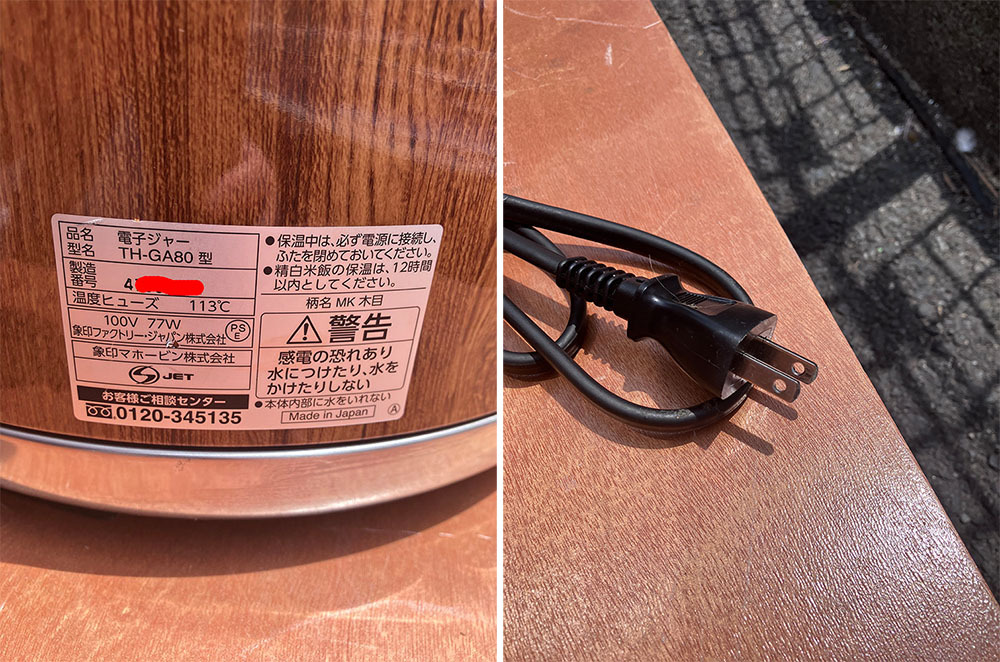 品名 電子ジャー
型名 TH-GA80 型
製造番号 4
温度ヒューズ 113℃
100V 77W
象印ファクトリー・ジャパン株式会社
PS
E
象印マホービン株式会社
JET
お客様ご相談センター
0120-345135
●保温中は、必ず電源に接続し、
ふたを閉めておいてください。
●精白米飯の保温は、12時間
以内としてください。
柄名 MK 木目
警告
感電の恐れあり
水につけたり、水を
かけたりしない
●本体内部に水をいれない
Made in Japan
A